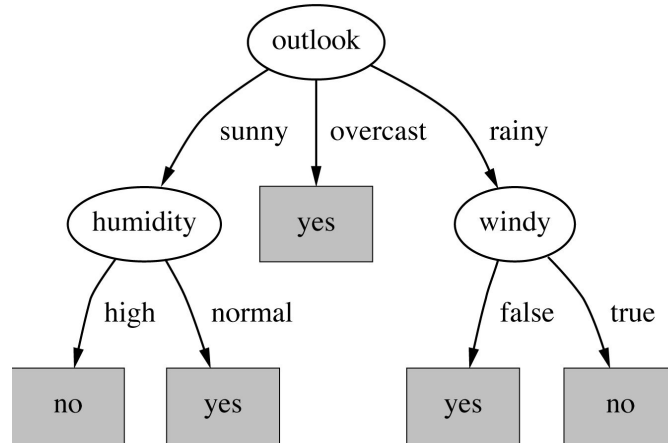 outlook
sunny overcast rainy
humidity yes windy
high normal false true
no yes yes no